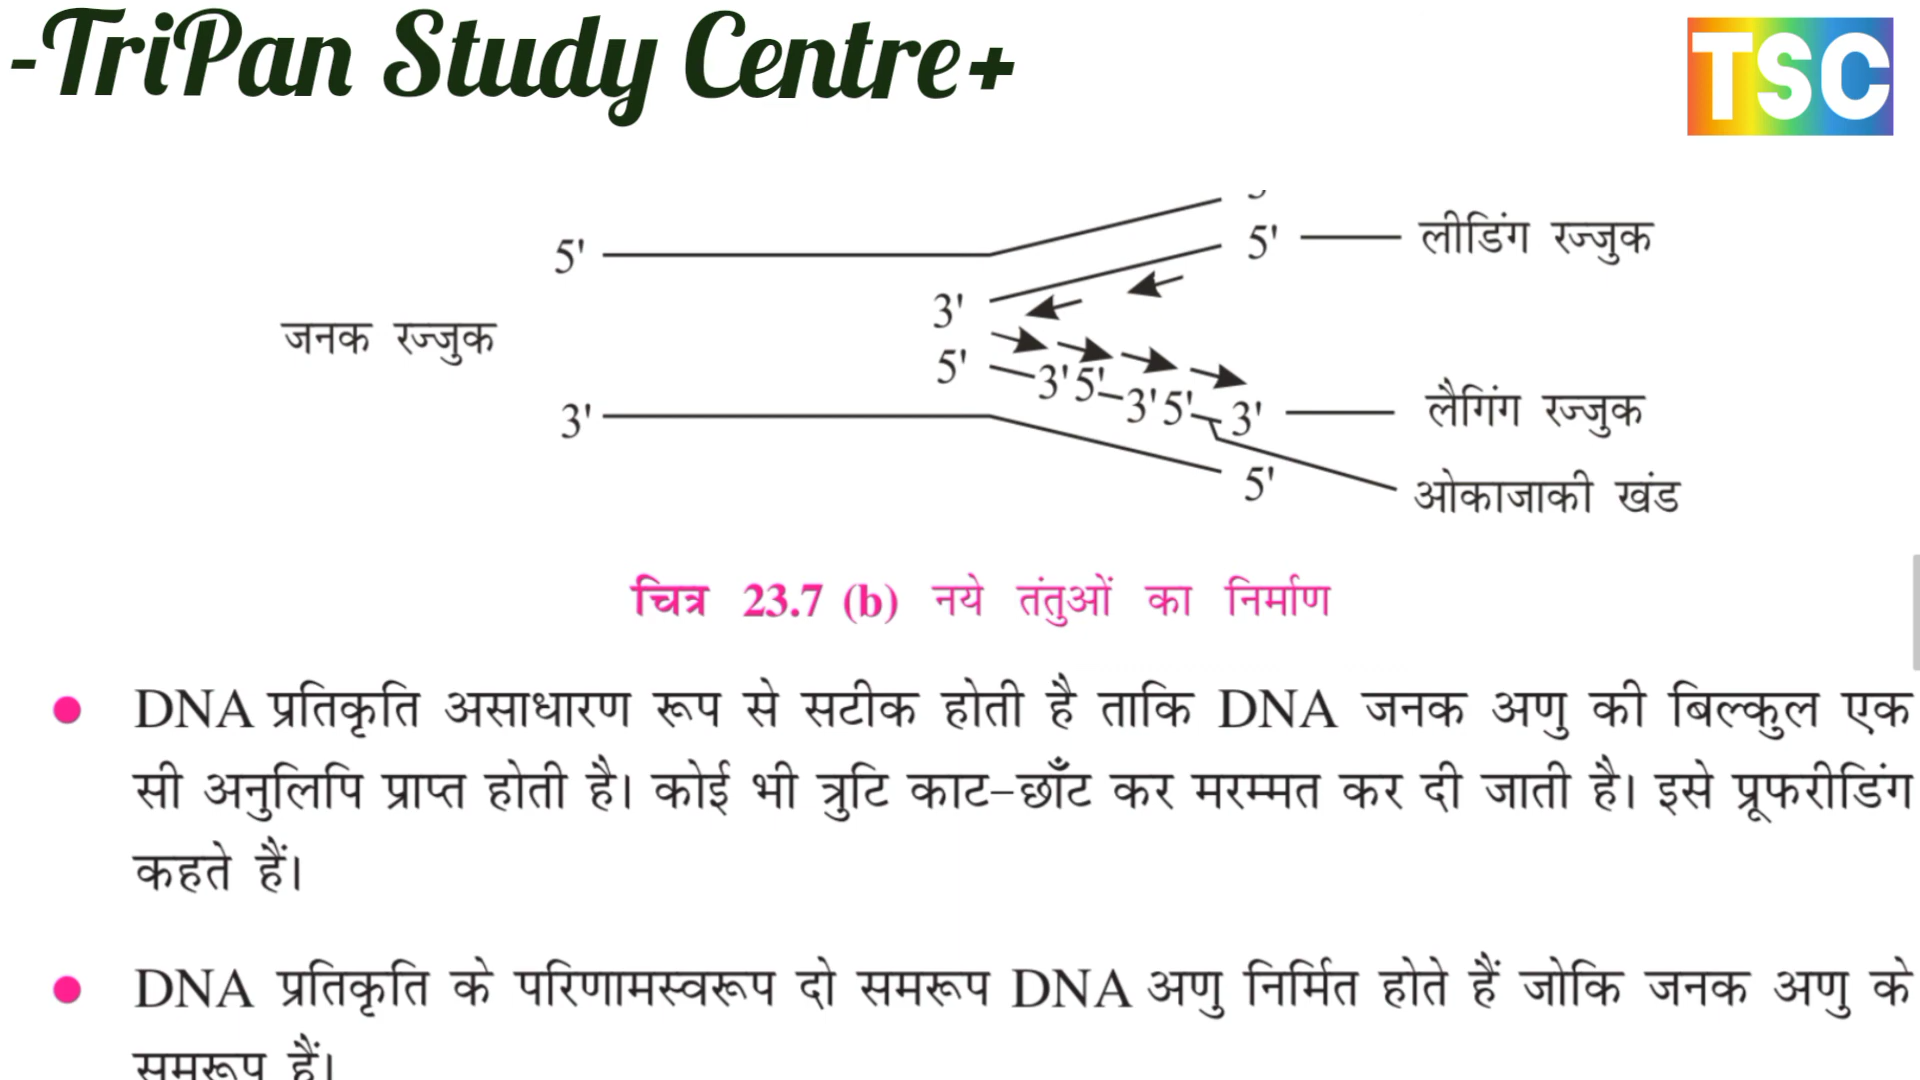 -TriPan Study Centre+
TSC
5'
5' लीडिंग रज्जुक
3'
जनक रज्जुक
5' 3' 5' 3' 5' 3' लैगिंग रज्जुक
3'
5'
ओकाजाकी खंड
चित्र 23.7 (b) नये तंतुओं का निर्माण
● DNA प्रतिकृति असाधारण रूप से सटीक होती है ताकि DNA जनक अणु की बिल्कुल एक
सी अनुलिपि प्राप्त होती है। कोई भी त्रुटि काट-छाँट कर मरम्मत कर दी जाती है। इसे प्रूफरीडिंग
कहते हैं।
● DNA प्रतिकृति के परिणामस्वरूप दो समरूप DNA अणु निर्मित होते हैं जोकि जनक अणु के
समरूप हैं।